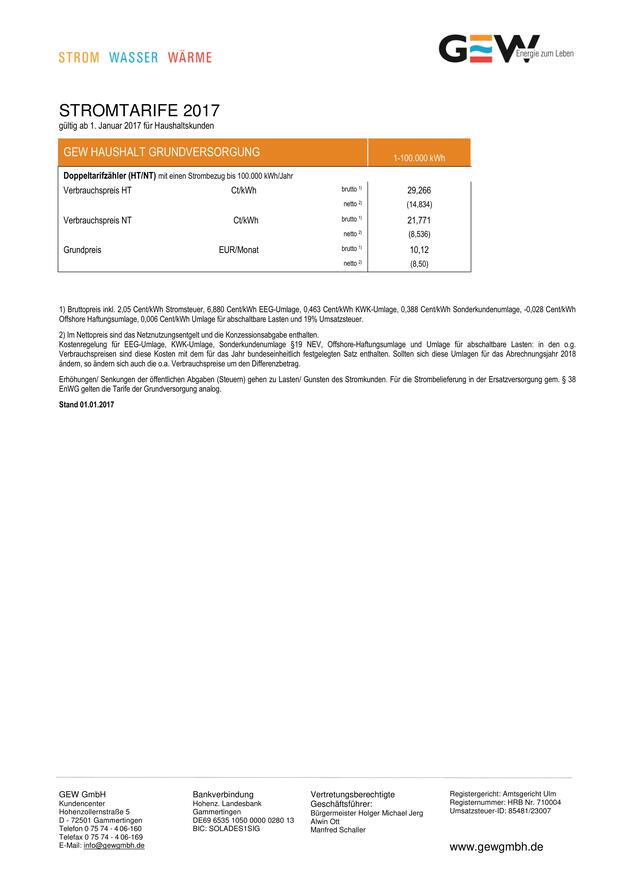 STROM WASSER WÄRME
GEW
Energie zum Leben
STROMTARIFE 2017
gültig ab 1. Januar 2017 für Haushaltskunden
GEW HAUSHALT GRUNDVERSORGUNG 1-100.000 kWh
Doppeltarifzähler (HT/NT) mit einen Strombezug bis 100.000 kWh/Jahr
Verbrauchspreis HT Ct/kWh brutto 1) 29,266
netto 2) (14,834)
Verbrauchspreis NT Ct/kWh brutto 1) 21,771
netto 2) (8,536)
Grundpreis EUR/Monat brutto 1) 10,12
netto 2) (8,50)
1) Bruttopreis inkl. 2,05 Cent/kWh Stromsteuer, 6,880 Cent/kWh EEG-Umlage, 0,463 Cent/kWh KWK-Umlage, 0,388 Cent/kWh Sonderkundenumlage, -0,028 Cent/kWh
Offshore Haftungsumlage, 0,006 Cent/kWh Umlage für abschaltbare Lasten und 19% Umsatzsteuer.
2) Im Nettopreis sind das Netznutzungsentgelt und die Konzessionsabgabe enthalten.
Kostenregelung für EEG-Umlage, KWK-Umlage, Sonderkundenumlage §19 NEV, Offshore-Haftungsumlage und Umlage für abschaltbare Lasten: in den o.g.
Verbrauchspreisen sind diese Kosten mit dem für das Jahr bundeseinheitlich festgelegten Satz enthalten. Sollten sich diese Umlagen für das Abrechnungsjahr 2018
ändern, so ändern sich auch die o.a. Verbrauchspreise um den Differenzbetrag.
Erhöhungen/ Senkungen der öffentlichen Abgaben (Steuern) gehen zu Lasten/ Gunsten des Stromkunden. Für die Strombelieferung in der Ersatzversorgung gem. § 38
EnWG gelten die Tarife der Grundversorgung analog.
Stand 01.01.2017
GEW GmbH
Kundencenter
Hohenzollernstraße 5
D - 72501 Gammertingen
Telefon 0 75 74 - 4 06-160
Telefax 0 75 74 - 4 06-169
E-Mail: info@gewgmbh.de
Bankverbindung
Hohenz. Landesbank
Gammertingen
DE69 6535 1050 0000 0280 13
BIC: SOLADES1SIG
Vertretungsberechtigte
Geschäftsführer:
Bürgermeister Holger Michael Jerg
Alwin Ott
Manfred Schaller
Registergericht: Amtsgericht Ulm
Registernummer: HRB Nr. 710004
Umsatzsteuer-ID: 85481/23007
www.gewgmbh.de